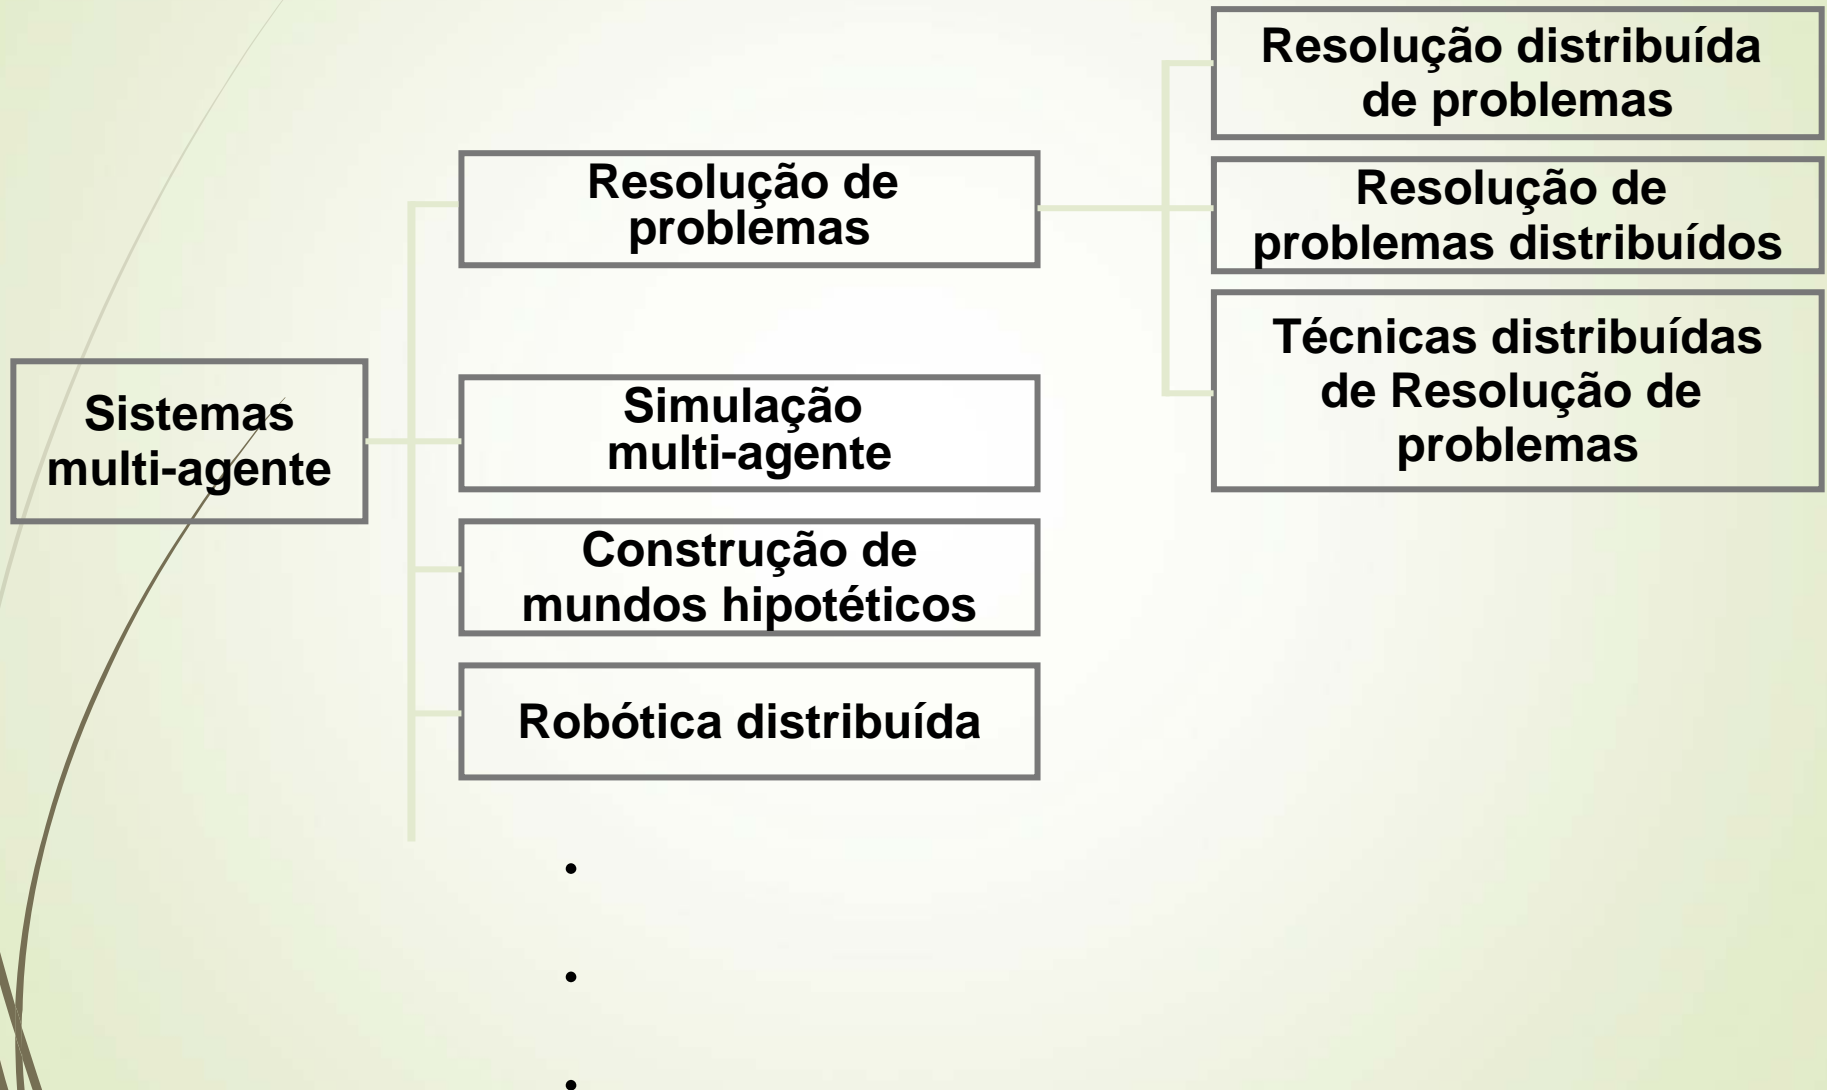 Sistemas
multi-agente
Resolução de
problemas
Simulação
multi-agente
Construção de
mundos hipotéticos
Robótica distribuída
•
•
•
Resolução distribuída
de problemas
Resolução de
problemas distribuídos
Técnicas distribuídas
de Resolução de
problemas